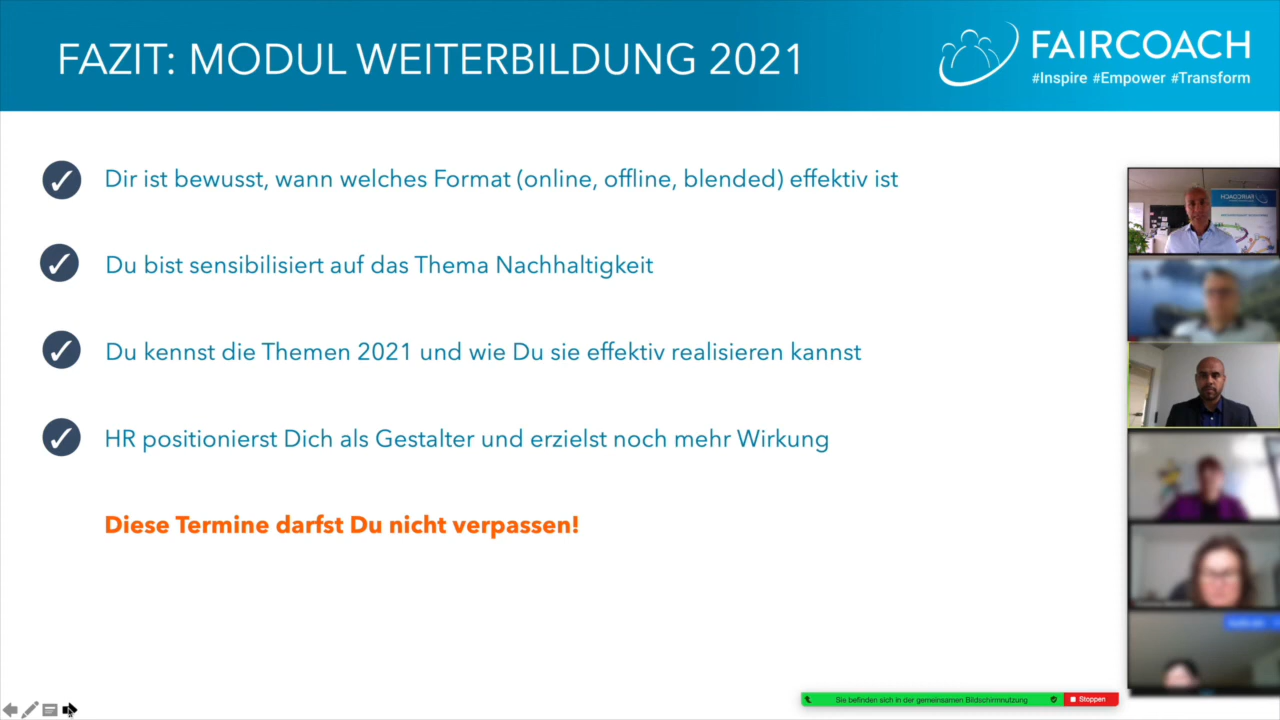 FAZIT: MODUL WEITERBILDUNG 2021
FAIRCOACH
#Inspire #Empower #Transform
Dir ist bewusst, wann welches Format (online, offline, blended) effektiv ist
Du bist sensibilisiert auf das Thema Nachhaltigkeit
Du kennst die Themen 2021 und wie Du sie effektiv realisieren kannst
HR positionierst Dich als Gestalter und erzielst noch mehr Wirkung
Diese Termine darfst Du nicht verpassen!
FAIRCOACH
Sie befinden sich in der gemeinsamen Bildschirmnutzung
Stoppen